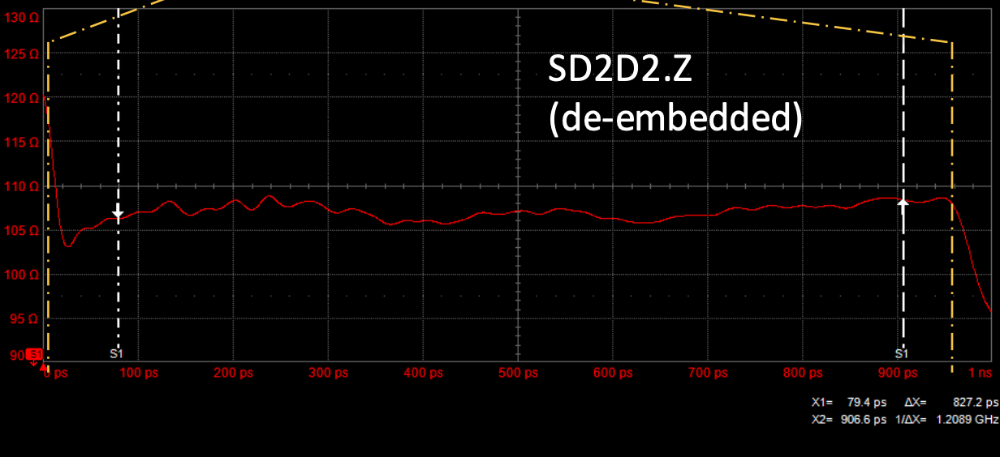 130 Ω
125 Ω
SD2D2.Z
(de-embedded)
120 Ω
115 Ω
110 Ω
105 Ω
100 Ω
95 Ω
90
S1
S1
S1
ps
100 ps
200 ps
300 ps
400 ps
500 ps
600 ps
700 ps
800 ps
900 ps
1 ns
X1= 79.4 ps ΔX= 827.2 ps
X2= 906.6 ps 1/ΔX= 1.2089 GHz